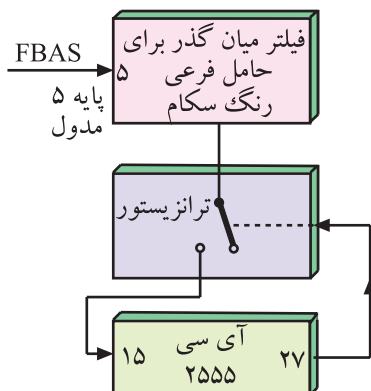 فیلتر میان گذر برای
حامل فرعی
رنگ سکام
۵
FBAS
پایه ۵
مدول
ترانزیستور
آی سی
۲۵۵۵
۱۵
۲۷